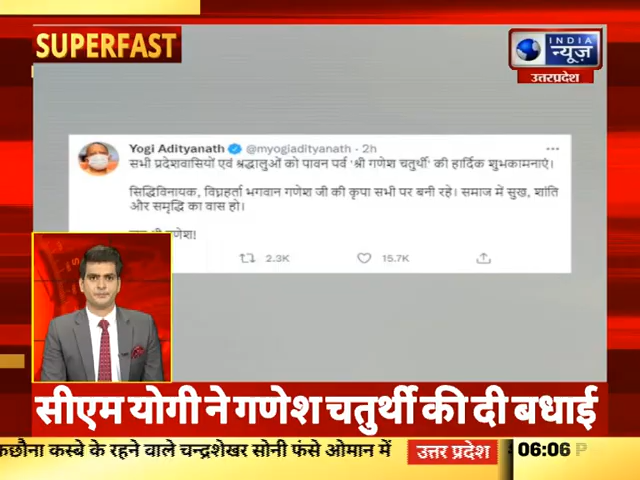 SUPERFAST
INDIA
न्यूज़
उत्तरप्रदेश
Yogi Adityanath @myogiadityanath · 2h
सभी प्रदेशवासियों एवं श्रद्धालुओं को पावन पर्व 'श्री गणेश चतुर्थी' की हार्दिक शुभकामनाएं।
सिद्धिविनायक, विघ्नहर्ता भगवान गणेश जी की कृपा सभी पर बनी रहे। समाज में सुख, शांति
और समृद्धि का वास हो।
2.3K 15.7K
सीएम योगी ने गणेश चतुर्थी की दी बधाई
कछौना कस्बे के रहने वाले चन्द्रशेखर सोनी फंसे ओमान में
उत्तर प्रदेश
06:06 P